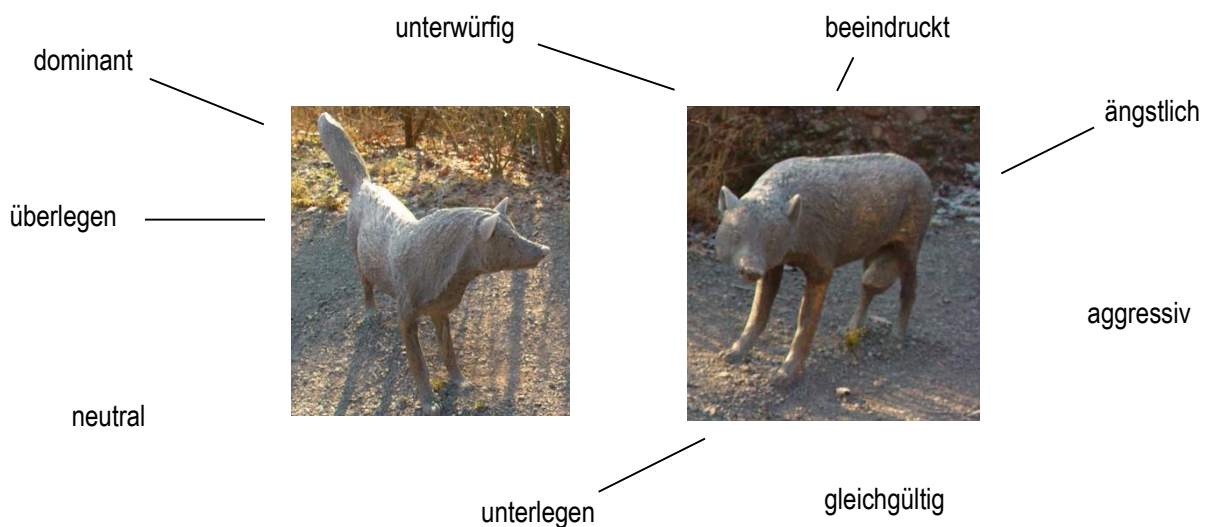 unterwürfig
beeindruckt
dominant
ängstlich
überlegen
aggressiv
neutral
gleichgültig
unterlegen